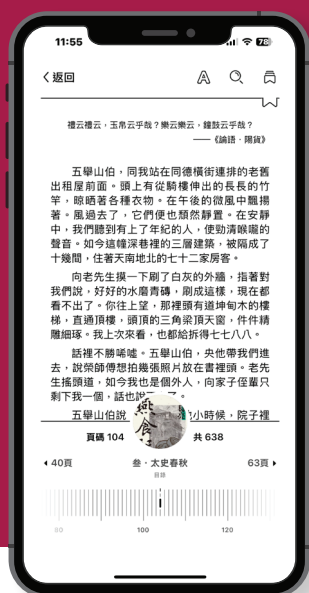 11:55
78
返回
禮云禮云，玉帛云乎哉？樂云樂云，鐘鼓云乎哉？
——《論語．陽貨》
五舉山伯，同我站在同德橫街連排的老舊
出租屋前面。頭上有從騎樓伸出的長長的竹
竿，晾晒著各種衣物。在午後的微風中飄揚
著。風過去了，它們便也頹然靜置。在安靜
中，我們聽到有上了年紀的人，使勁清喉嚨的
聲音。如今這幢深巷裡的三層建築，被隔成了
十幾間，住著天南地北的七十二家房客。
向老先生摸一下刷了白灰的外牆，指著對
我們說，好好的水磨青磚，刷成這樣，現在都
看不出了。你往上望，那裡頭有道坤甸木的樓
梯，直通頂樓，頭頂的三角梁頂天窗，件件精
雕細琢。我上次來看，也都給拆得七七八八。
話裡不勝唏噓。五舉山伯，央他帶我們進
去，說榮師傅想拍幾張照片放在書裡頭。老先
生搖頭道，如今我也是個外人，向家子侄輩只
剩下我一個，話也說
五舉山伯說
小時候，院子裡
頁碼 104
燕食
共 638
40頁
叁．太史春秋
63頁
目錄
80
100
120